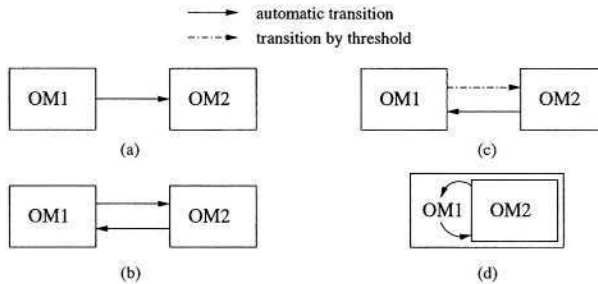 automatic transition
transition by threshold
OM1 OM2
(a)
OM1 OM2
(c)
OM1 OM2
(b)
OM1 OM2
(d)